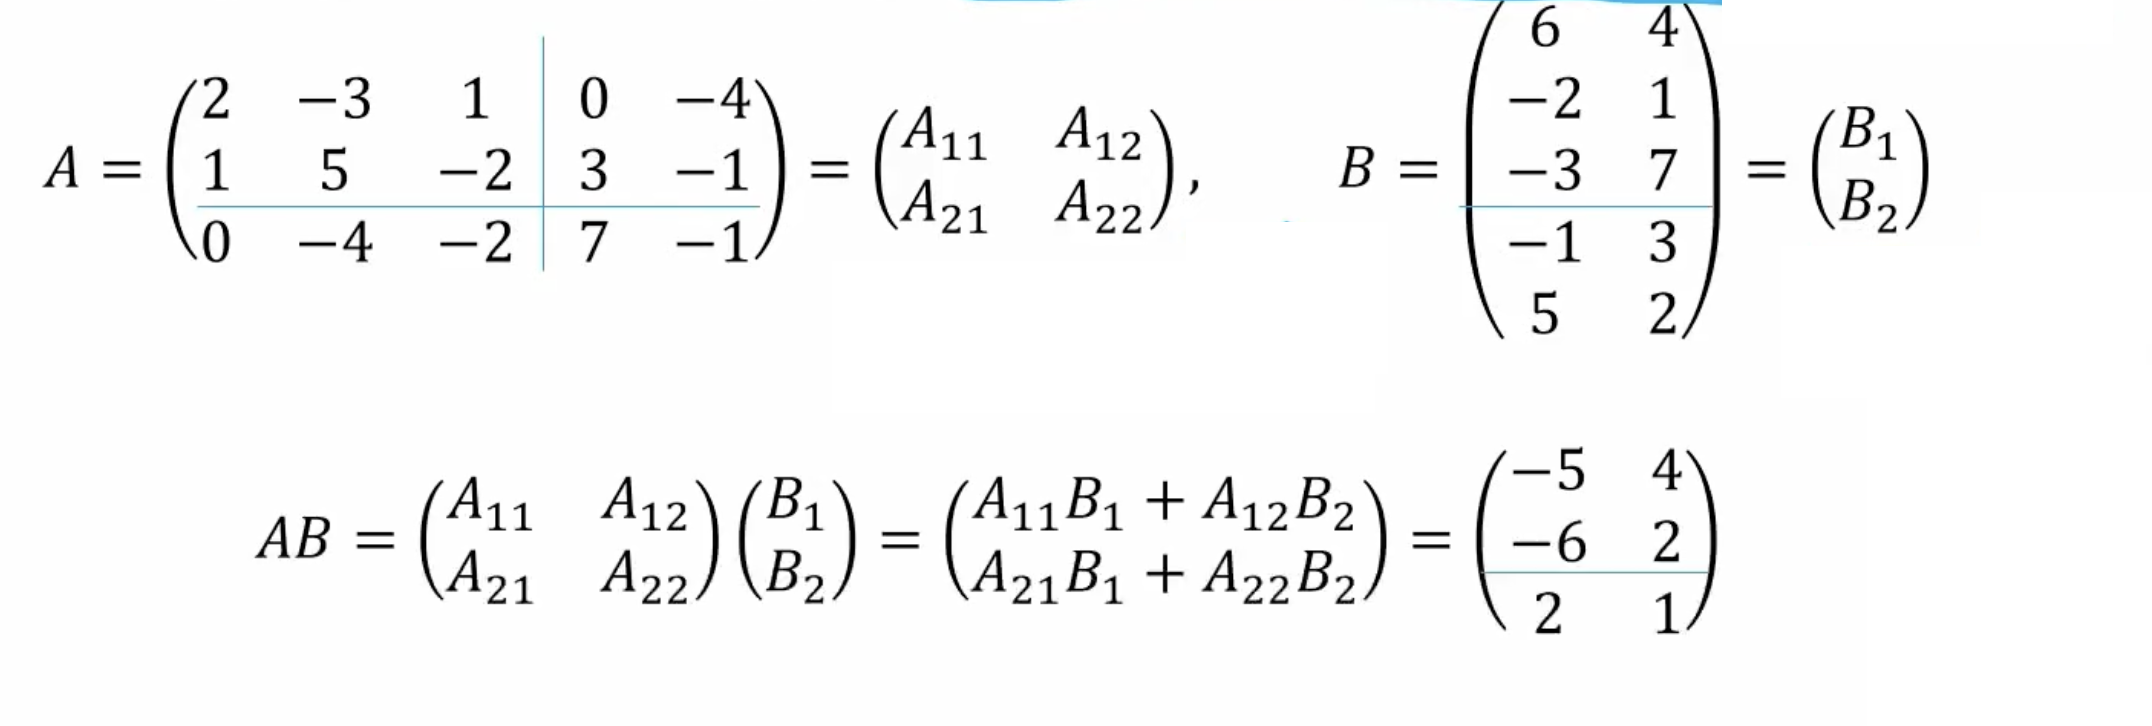 A = (2 −3 1 | 0 −4; 1 5 −2 | 3 −1; 0 −4 −2 | 7 −1) = (A₁₁ A₁₂; A₂₁ A₂₂), B = (6 4; −2 1; −3 7; −1 3; 5 2) = (B₁; B₂)
AB = (A₁₁ A₁₂; A₂₁ A₂₂)(B₁; B₂) = (A₁₁B₁ + A₁₂B₂; A₂₁B₁ + A₂₂B₂) = (−5 4; −6 2; 2 1)